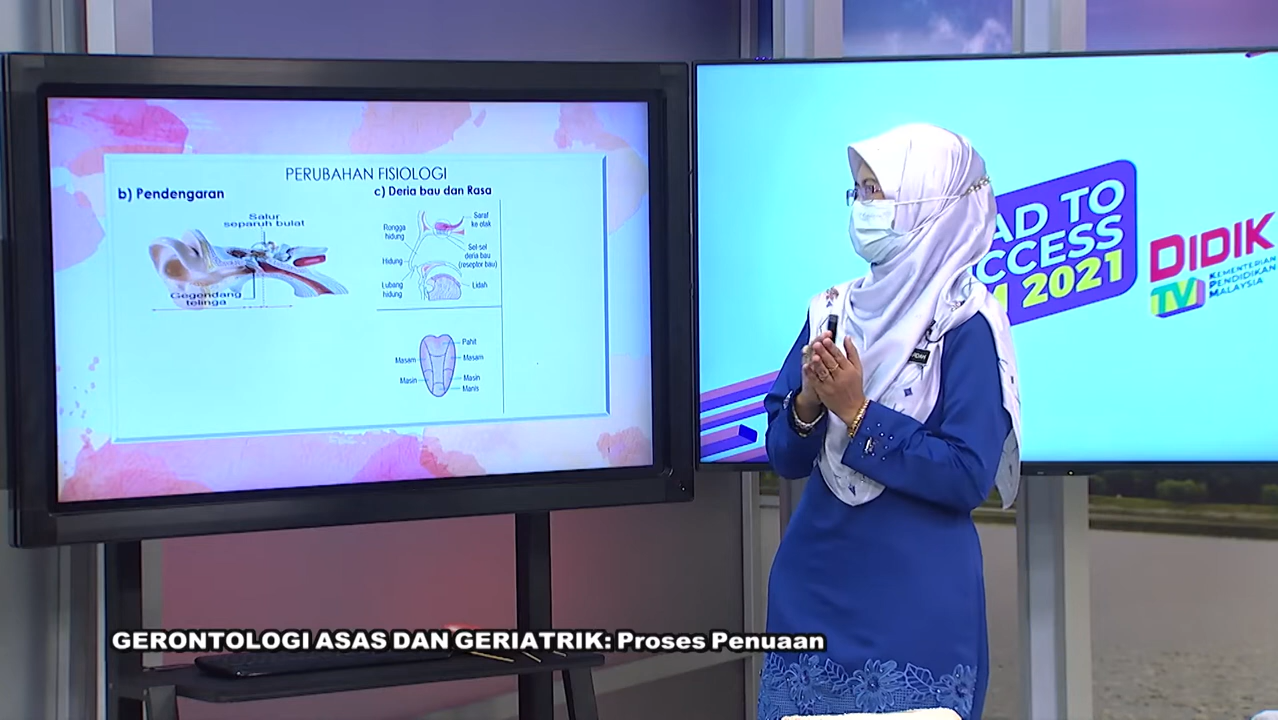 PERUBAHAN FISIOLOGI
b) Pendengaran
Salur
separuh bulat
Gegendang
telinga
c) Deria bau dan Rasa
Rongga
hidung
Saraf
ke otak
Hidung
Sel-sel
deria bau
(reseptor bau)
Lubang
hidung
Lidah
Pahit
Masam
Masam
Masin
Masin
Manis
AD TO
CCESS
2021
DIDIK
TV
KEMENTERIAN
PENDIDIKAN
MALAYSIA
GERONTOLOGI ASAS DAN GERIATRIK: Proses Penuaan